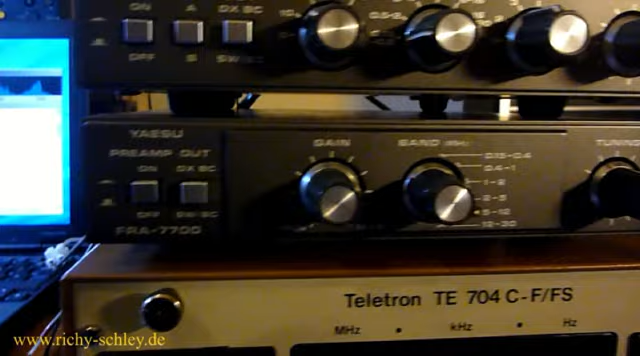 ON A DX BC
OFF B SW BC
YAESU
GAIN BAND (MHz) TUNING
PREAMP OUT
0.15-0.4
ON DX BC 0.4-1
1-2
2-5
OFF SW BC 5-12
FRA-7700 12-30
Teletron TE 704 C-F/FS
MHz • kHz • Hz
www.richy-schley.de